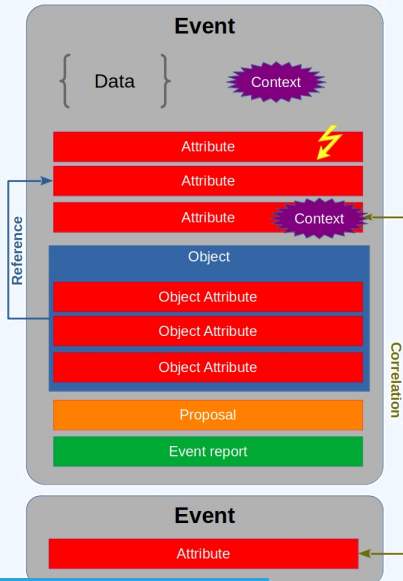 Event
Data
Context
Attribute
Attribute
Attribute
Context
Reference
Object
Object Attribute
Object Attribute
Object Attribute
Correlation
Proposal
Event report
Event
Attribute